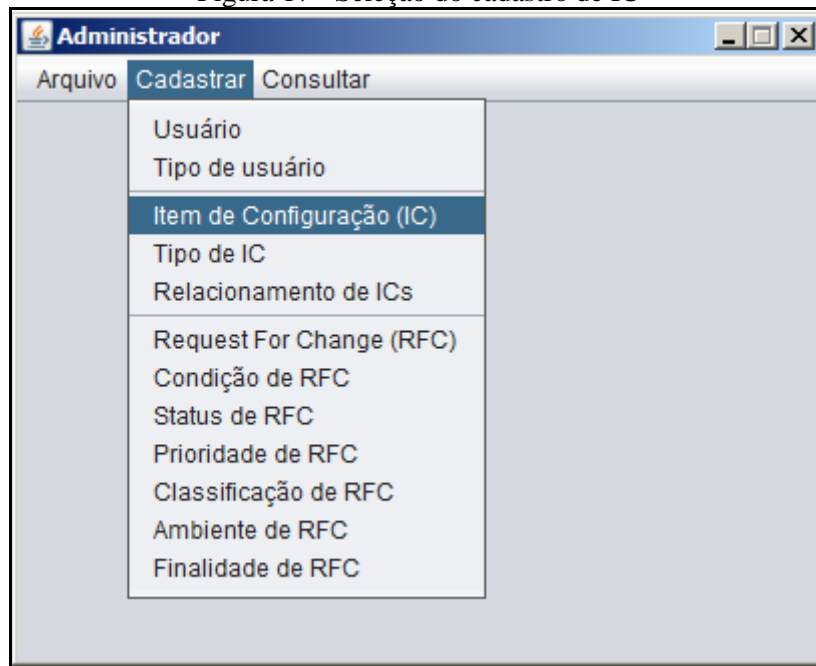 Administrador
Arquivo Cadastrar Consultar
Usuário
Tipo de usuário
Item de Configuração (IC)
Tipo de IC
Relacionamento de ICs
Request For Change (RFC)
Condição de RFC
Status de RFC
Prioridade de RFC
Classificação de RFC
Ambiente de RFC
Finalidade de RFC